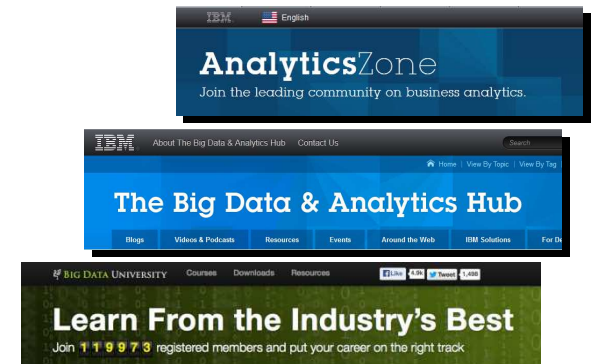 IBM. English
AnalyticsZone
Join the leading community on business analytics.
IBM. About The Big Data & Analytics Hub Contact Us Search
Home | View By Topic | View By Tag
The Big Data & Analytics Hub
Blogs Videos & Podcasts Resources Events Around the Web IBM Solutions For De
BIG DATA UNIVERSITY Courses Downloads Resources Like 4.9k Tweet 1,498
Learn From the Industry's Best
Join 119973 registered members and put your career on the right track